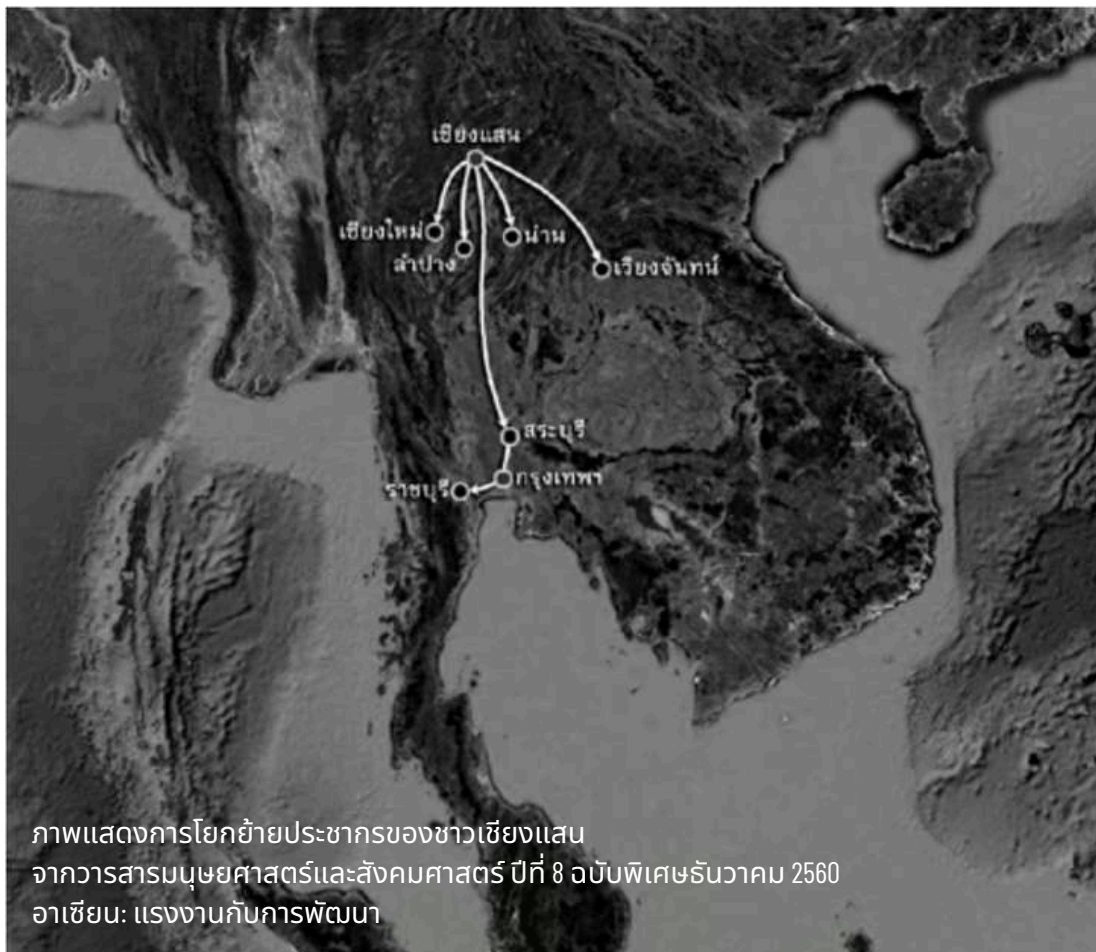 เชียงแสน
เชียงใหม่
น่าน
ลำปาง
เวียงจันทน์
สระบุรี
กรุงเทพฯ
ราชบุรี
ภาพแสดงการโยกย้ายประชากรของชาวเชียงแสน
จากวารสารมนุษยศาสตร์และสังคมศาสตร์ ปีที่ 8 ฉบับพิเศษธันวาคม 2560
อาเซียน: แรงงานกับการพัฒนา